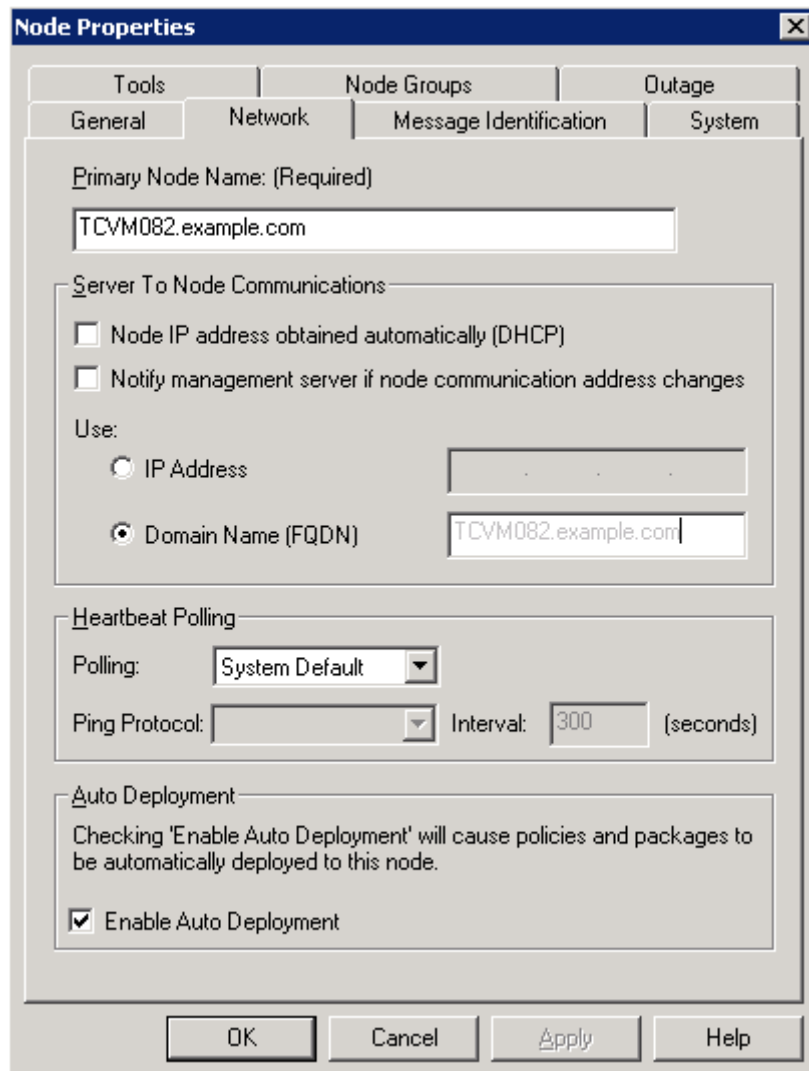 Node Properties
Tools Node Groups Outage
General Network Message Identification System
Primary Node Name: (Required)
TCVM082.example.com
Server To Node Communications
Node IP address obtained automatically (DHCP)
Notify management server if node communication address changes
Use:
IP Address . . .
Domain Name (FQDN) TCVM082.example.com
Heartbeat Polling
Polling: System Default
Ping Protocol: Interval: 300 (seconds)
Auto Deployment
Checking 'Enable Auto Deployment' will cause policies and packages to
be automatically deployed to this node.
Enable Auto Deployment
OK Cancel Apply Help